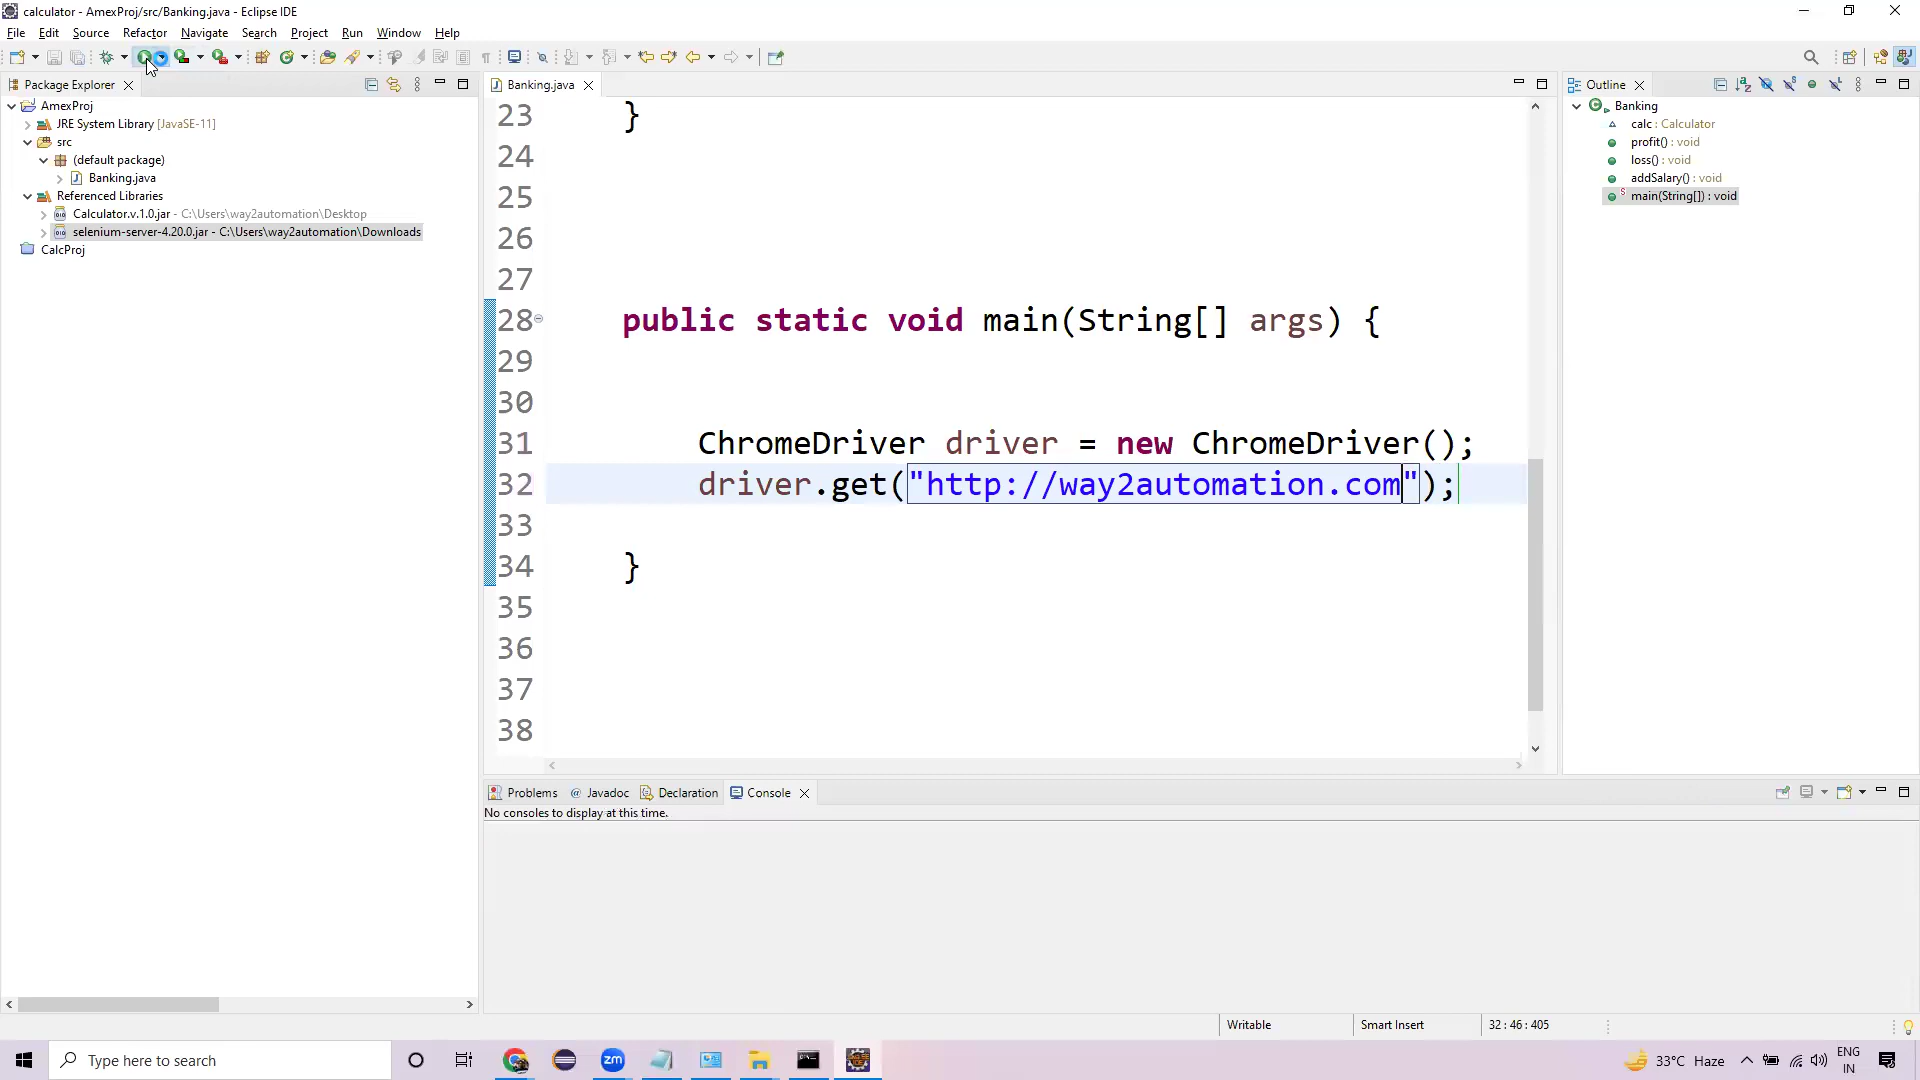 calculator - AmexProj/src/Banking.java - Eclipse IDE
File Edit Source Refactor Navigate Search Project Run Window Help
Package Explorer
AmexProj
JRE System Library [JavaSE-11]
src
(default package)
Banking.java
Referenced Libraries
Calculator.v.1.0.jar - C:\Users\way2automation\Desktop
selenium-server-4.20.0.jar - C:\Users\way2automation\Downloads
CalcProj
Banking.java
23 }
24
25
26
27
28 public static void main(String[] args) {
29
30
31 ChromeDriver driver = new ChromeDriver();
32 driver.get("http://way2automation.com");
33
34 }
35
36
37
38
Outline
Banking
calc : Calculator
profit() : void
loss() : void
addSalary() : void
main(String[]) : void
Problems Javadoc Declaration Console
No consoles to display at this time.
Writable Smart Insert 32 : 46 : 405
Type here to search
33°C Haze
ENG
IN